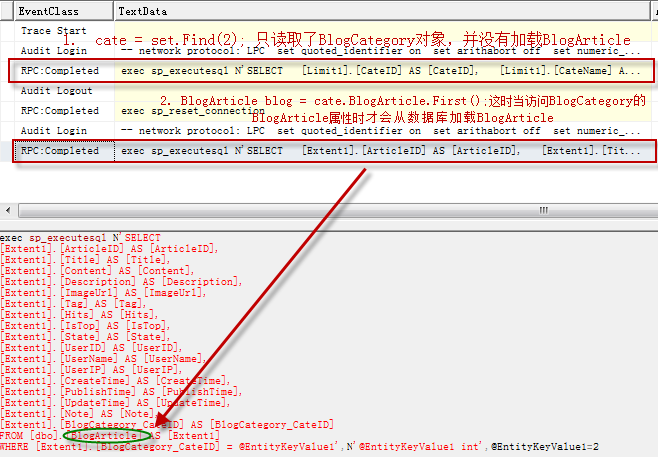 EventClass TextData
Trace Start
1. cate = set.Find(2); 只读取了BlogCategory对象，并没有加载BlogArticle
Audit Login -- network protocol: LPC set quoted_identifier on set arithabort off set numeric_...
RPC:Completed exec sp_executesql N'SELECT [Limit1].[CateID] AS [CateID], [Limit1].[CateName] A...
Audit Logout
2. BlogArticle blog = cate.BlogArticle.First();这时当访问BlogCategory的
RPC:Completed exec sp_reset_connection
BlogArticle属性时才会从数据库加载BlogArticle
Audit Login -- network protocol: LPC set quoted_identifier on set arithabort off set numeric_...
RPC:Completed exec sp_executesql N'SELECT [Extent1].[ArticleID] AS [ArticleID], [Extent1].[Tit...
exec sp_executesql N'SELECT
[Extent1].[ArticleID] AS [ArticleID],
[Extent1].[Title] AS [Title],
[Extent1].[Content] AS [Content],
[Extent1].[Description] AS [Description],
[Extent1].[ImageUrl] AS [ImageUrl],
[Extent1].[Tag] AS [Tag],
[Extent1].[Hits] AS [Hits],
[Extent1].[IsTop] AS [IsTop],
[Extent1].[State] AS [State],
[Extent1].[UserID] AS [UserID],
[Extent1].[UserName] AS [UserName],
[Extent1].[UserIP] AS [UserIP],
[Extent1].[CreateTime] AS [CreateTime],
[Extent1].[PublishTime] AS [PublishTime],
[Extent1].[UpdateTime] AS [UpdateTime],
[Extent1].[Note] AS [Note],
[Extent1].[BlogCategory_CateID] AS [BlogCategory_CateID]
FROM [dbo].[BlogArticle] AS [Extent1]
WHERE [Extent1].[BlogCategory_CateID] = @EntityKeyValue1',N'@EntityKeyValue1 int',@EntityKeyValue1=2